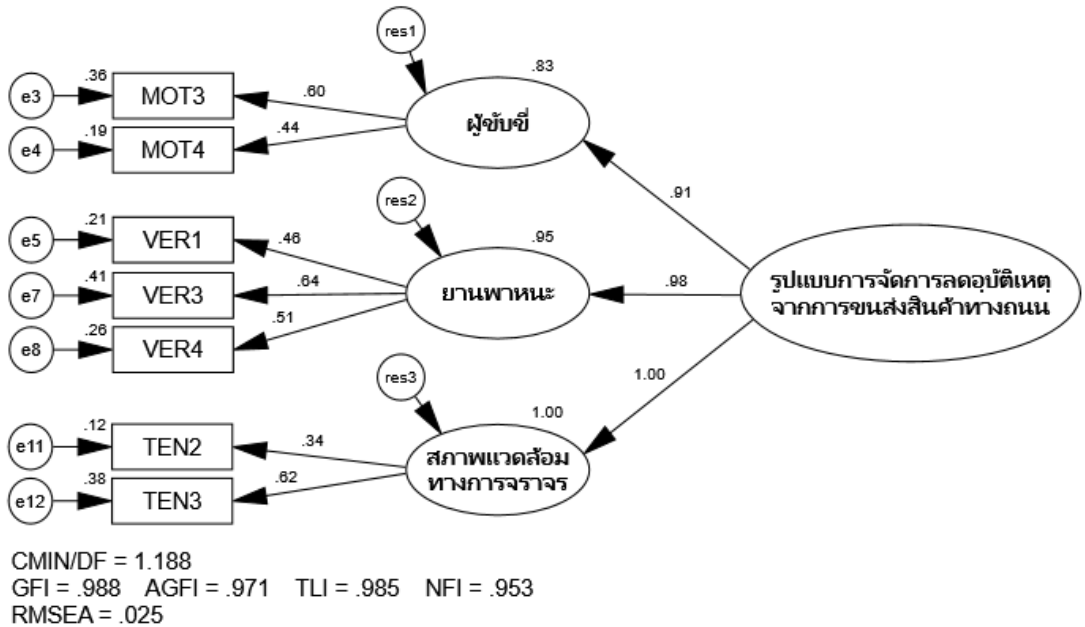 res1
.83
.36
e3
MOT3
.60
ผู้ขับขี่
.19
e4
MOT4
.44
.91
res2
.95
.21
e5
VER1
.46
.41
e7
VER3
.64
ยานพาหนะ
.98
รูปแบบการจัดการลดอุบัติเหตุ
จากการขนส่งสินค้าทางถนน
.26
e8
VER4
.51
res3
1.00
1.00
.12
e11
TEN2
.34
สภาพแวดล้อม
ทางการจราจร
.38
e12
TEN3
.62
CMIN/DF = 1.188
GFI = .988 AGFI = .971 TLI = .985 NFI = .953
RMSEA = .025